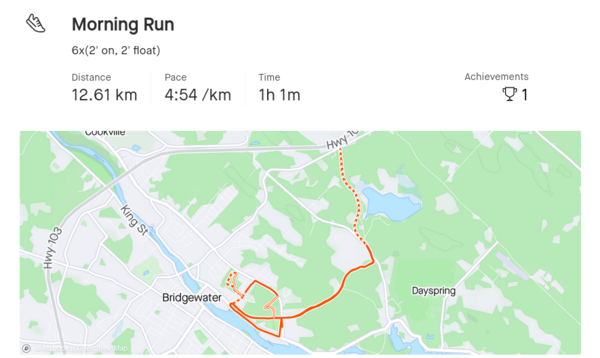 Morning Run
6x(2' on, 2' float)
Distance
Pace
Time
Achievements
12.61 km
4:54 /km
1h 1m
1
Cookville
Hwy 10
King St
Hwy 103
Bridgewater
Dayspring